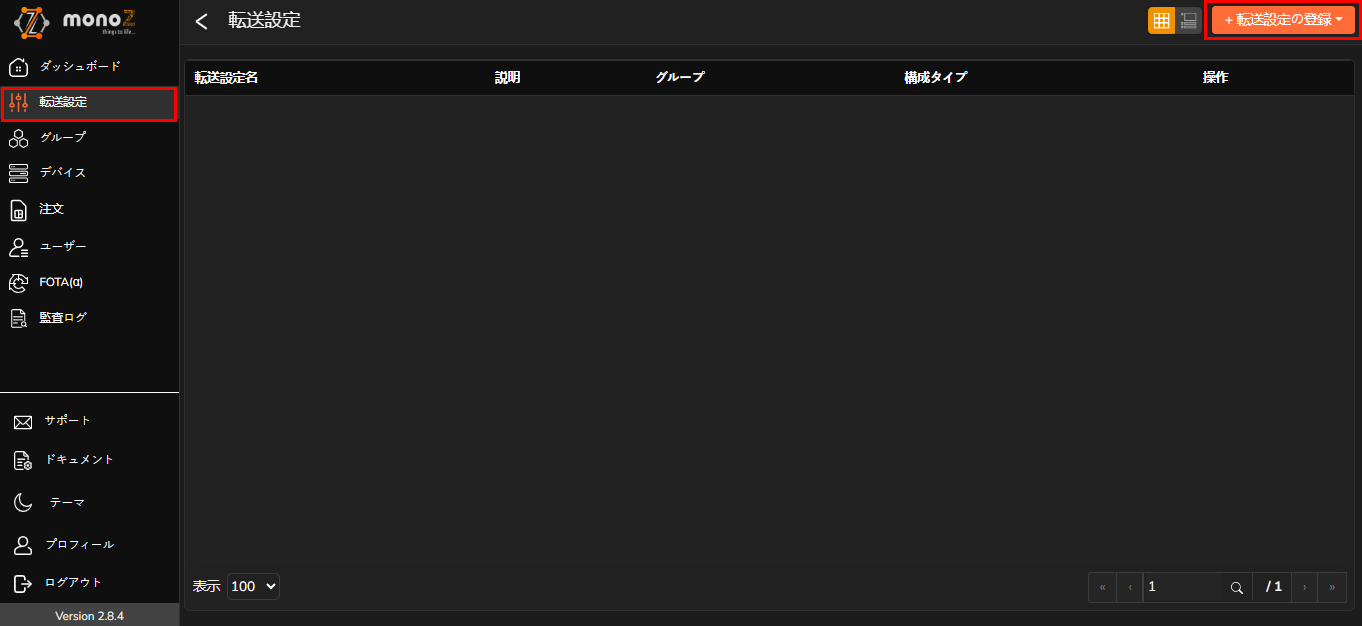 monoZ
things to life...
転送設定
+ 転送設定の登録
ダッシュボード
転送設定
グループ
デバイス
注文
ユーザー
FOTA(α)
監査ログ
サポート
ドキュメント
テーマ
プロフィール
ログアウト
Version 2.8.4
転送設定名 説明 グループ 構成タイプ 操作
表示 100
« ‹ 1 / 1 › »